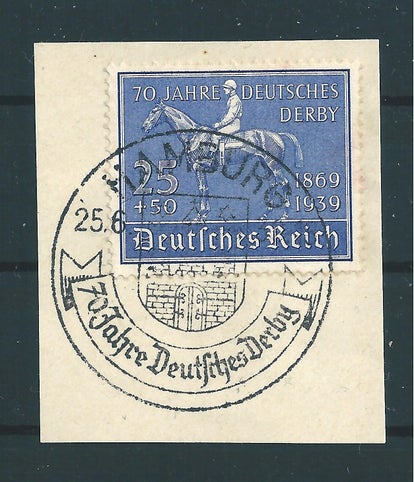 70 JAHRE DEUTSCHES
DERBY
25
+50
1869
1939
Deutsches Reich
HAMBURG
25.6
70 Jahre Deutsches Derby